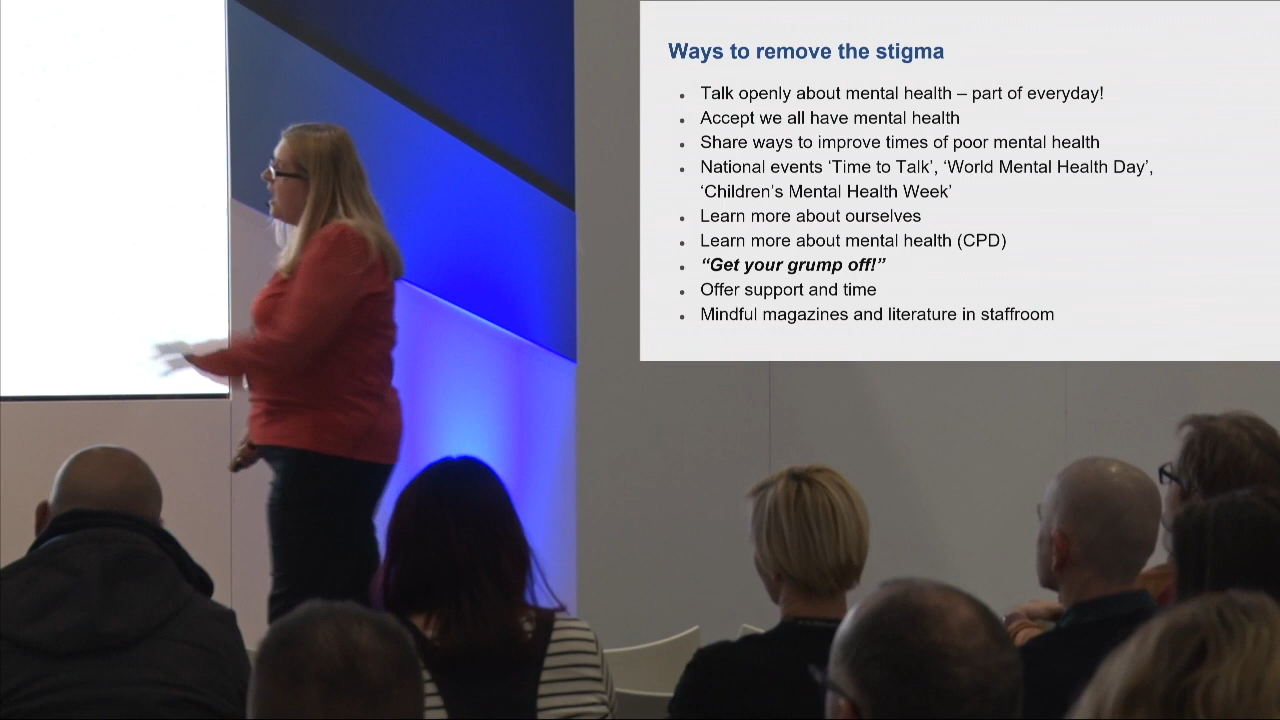 Ways to remove the stigma
• Talk openly about mental health – part of everyday!
• Accept we all have mental health
• Share ways to improve times of poor mental health
• National events ‘Time to Talk’, ‘World Mental Health Day’,
‘Children’s Mental Health Week’
• Learn more about ourselves
• Learn more about mental health (CPD)
• “Get your grump off!”
• Offer support and time
• Mindful magazines and literature in staffroom